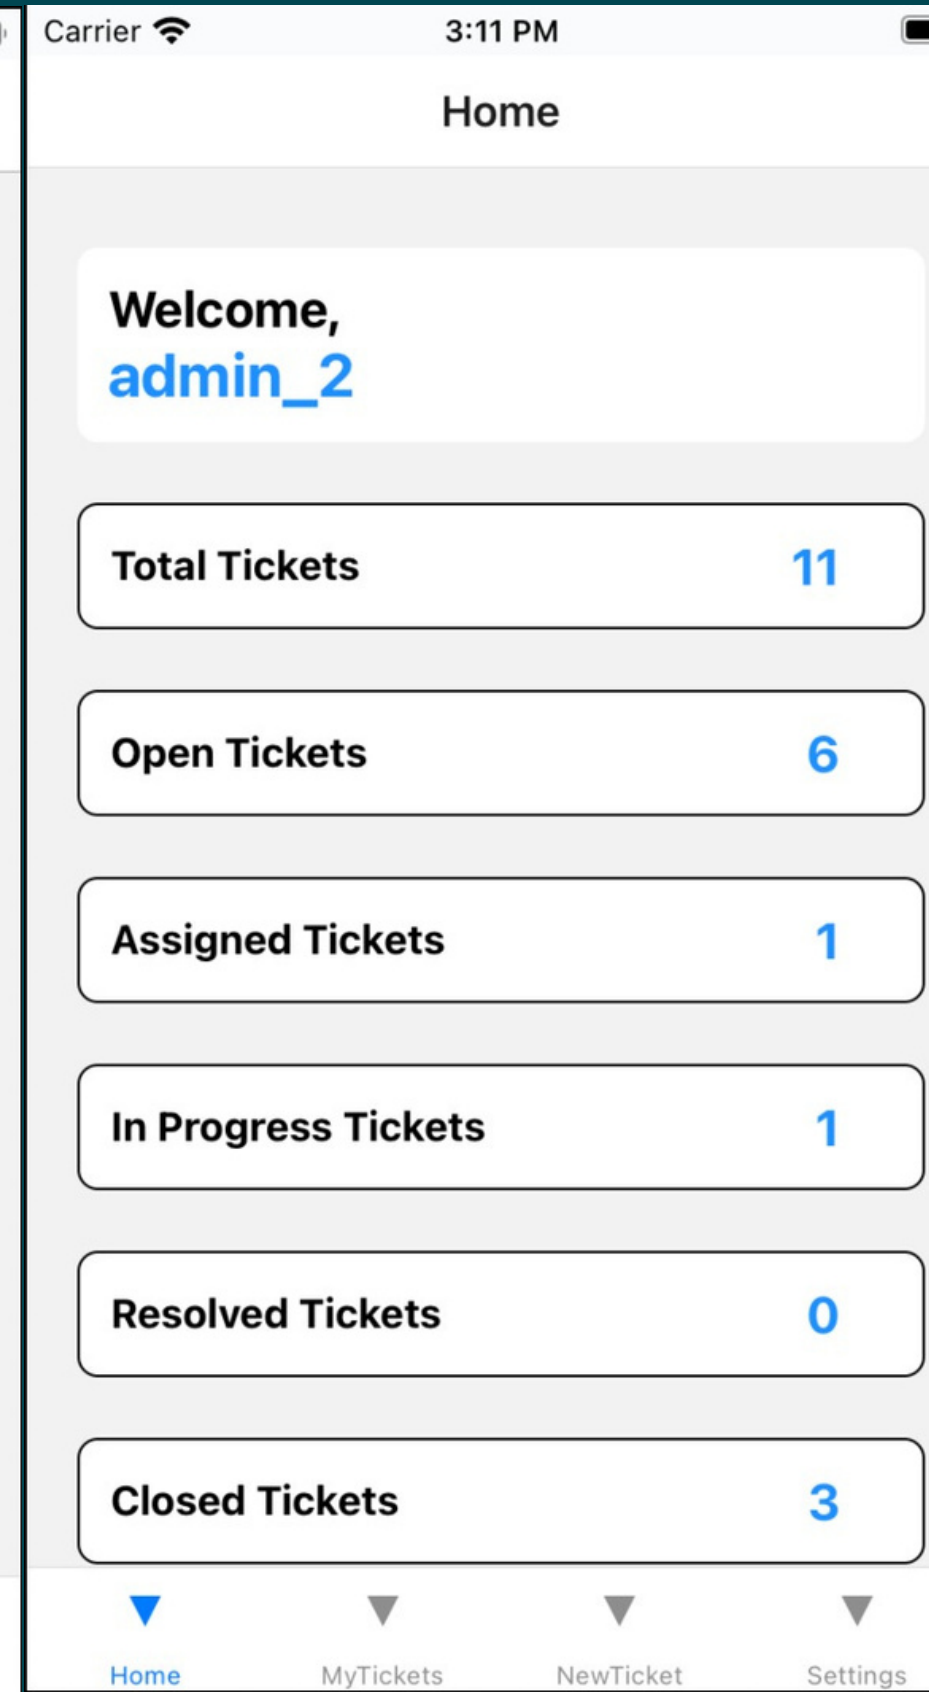 Carrier 3:11 PM
Home
Welcome,
admin_2
Total Tickets 11
Open Tickets 6
Assigned Tickets 1
In Progress Tickets 1
Resolved Tickets 0
Closed Tickets 3
Home MyTickets NewTicket Settings